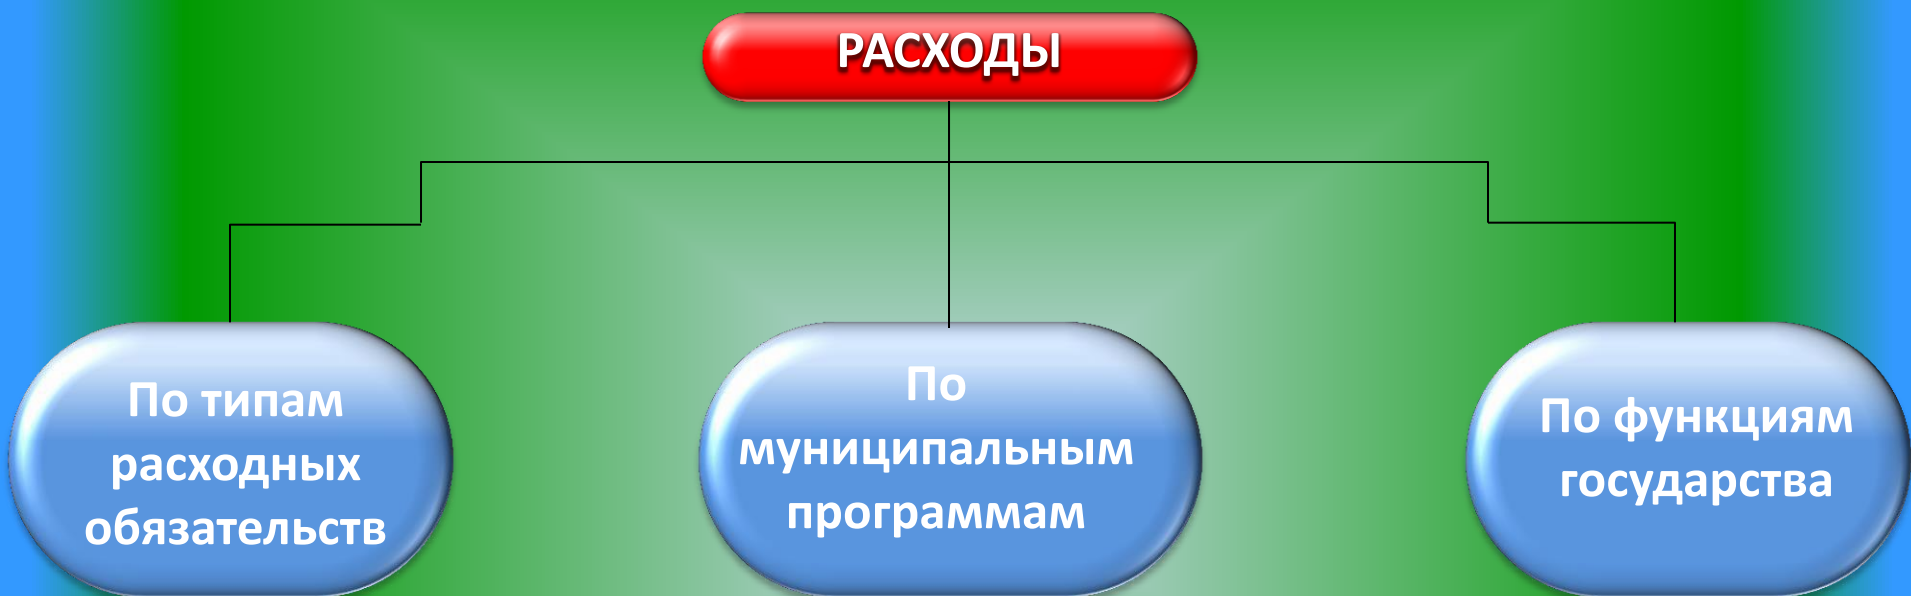 РАСХОДЫ
По типам
расходных
обязательств
По
муниципальным
программам
По функциям
государства